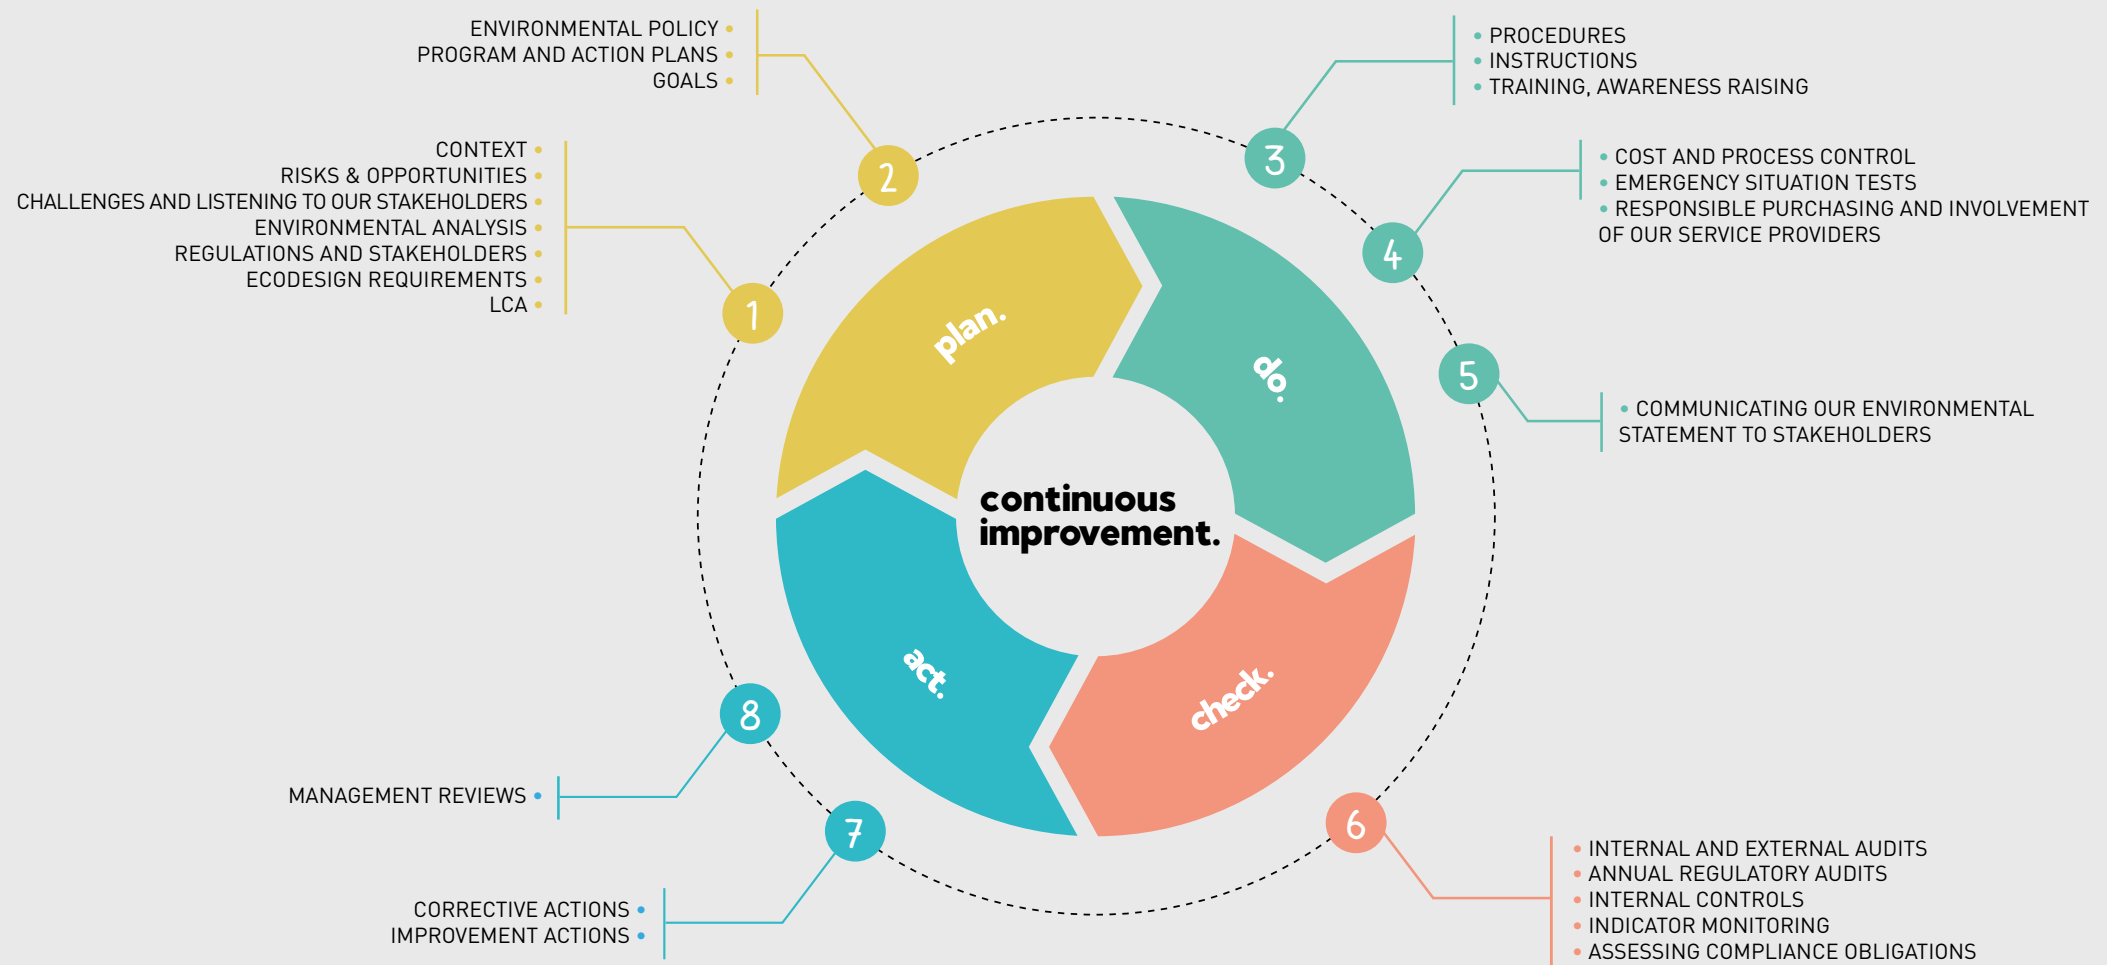 ENVIRONMENTAL POLICY •
PROGRAM AND ACTION PLANS •
GOALS •
CONTEXT •
RISKS & OPPORTUNITIES •
CHALLENGES AND LISTENING TO OUR STAKEHOLDERS •
ENVIRONMENTAL ANALYSIS •
REGULATIONS AND STAKEHOLDERS •
ECODESIGN REQUIREMENTS •
LCA •
1
2
3
• PROCEDURES
• INSTRUCTIONS
• TRAINING, AWARENESS RAISING
4
• COST AND PROCESS CONTROL
• EMERGENCY SITUATION TESTS
• RESPONSIBLE PURCHASING AND INVOLVEMENT
OF OUR SERVICE PROVIDERS
5
• COMMUNICATING OUR ENVIRONMENTAL
STATEMENT TO STAKEHOLDERS
plan.
do.
continuous
improvement.
act.
check.
8
MANAGEMENT REVIEWS •
7
CORRECTIVE ACTIONS •
IMPROVEMENT ACTIONS •
6
• INTERNAL AND EXTERNAL AUDITS
• ANNUAL REGULATORY AUDITS
• INTERNAL CONTROLS
• INDICATOR MONITORING
• ASSESSING COMPLIANCE OBLIGATIONS